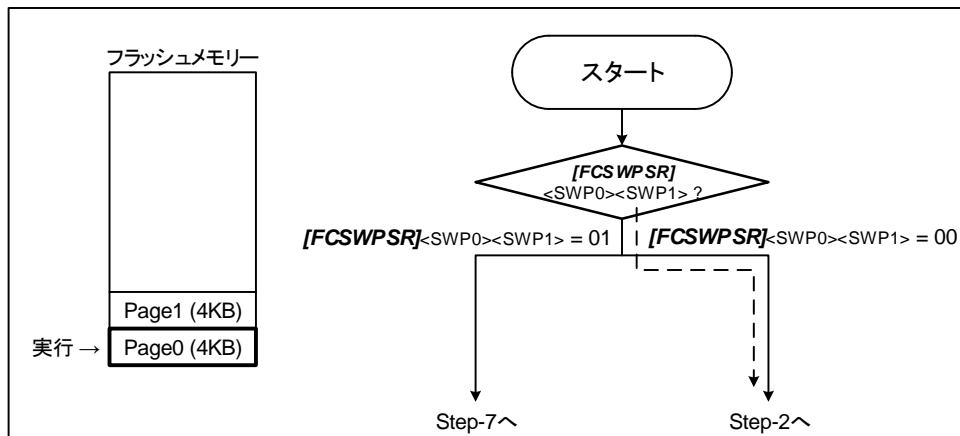 フラッシュメモリー
Page1 (4KB)
実行 → Page0 (4KB)
スタート
[FCSWPSR]
<SWP0><SWP1> ?
[FCSWPSR]<SWP0><SWP1> = 01
[FCSWPSR]<SWP0><SWP1> = 00
Step-7へ
Step-2へ